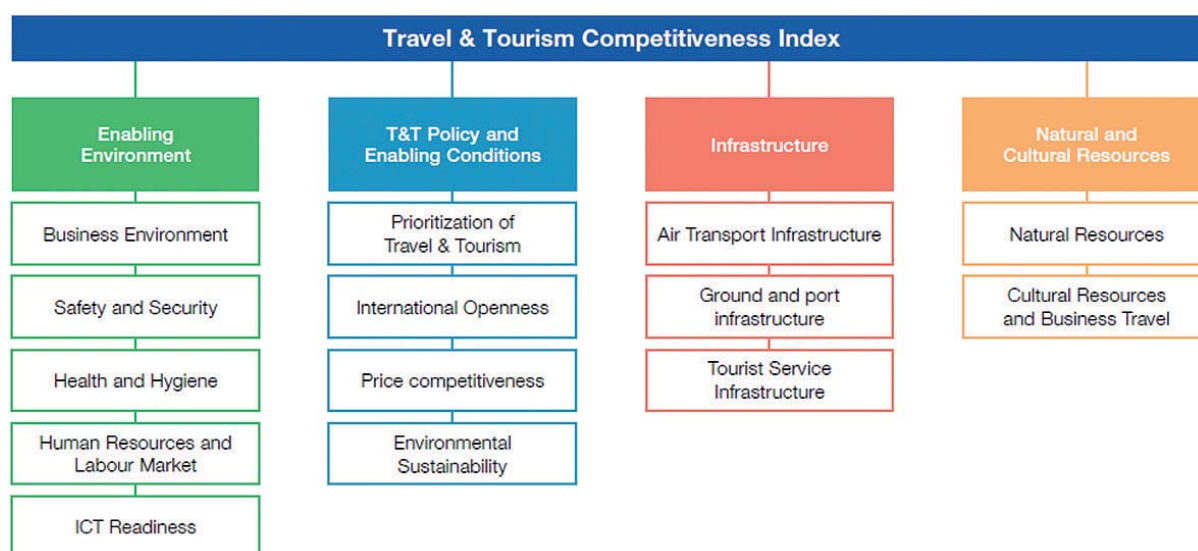 Travel & Tourism Competitiveness Index
Enabling
Environment
Business Environment
Safety and Security
Health and Hygiene
Human Resources and
Labour Market
ICT Readiness
T&T Policy and
Enabling Conditions
Prioritization of
Travel & Tourism
International Openness
Price competitiveness
Environmental
Sustainability
Infrastructure
Air Transport Infrastructure
Ground and port
infrastructure
Tourist Service
Infrastructure
Natural and
Cultural Resources
Natural Resources
Cultural Resources
and Business Travel